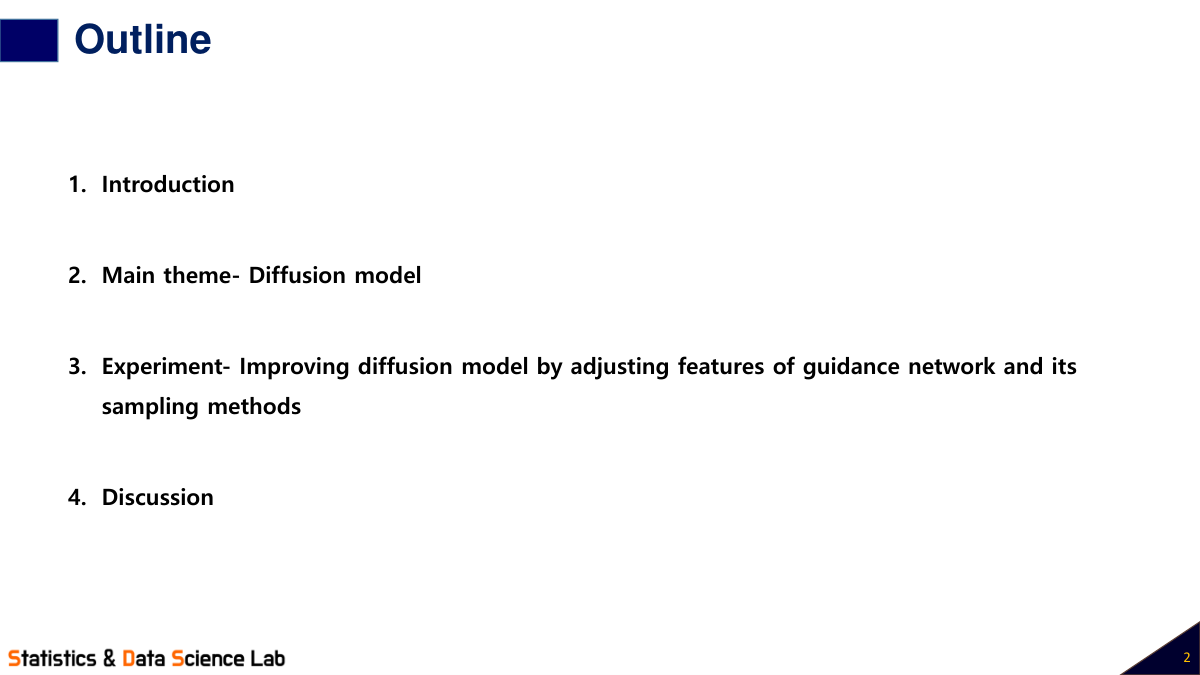 Outline
1. Introduction
2. Main theme- Diffusion model
3. Experiment- Improving diffusion model by adjusting features of guidance network and its
sampling methods
4. Discussion
Statistics & Data Science Lab
2